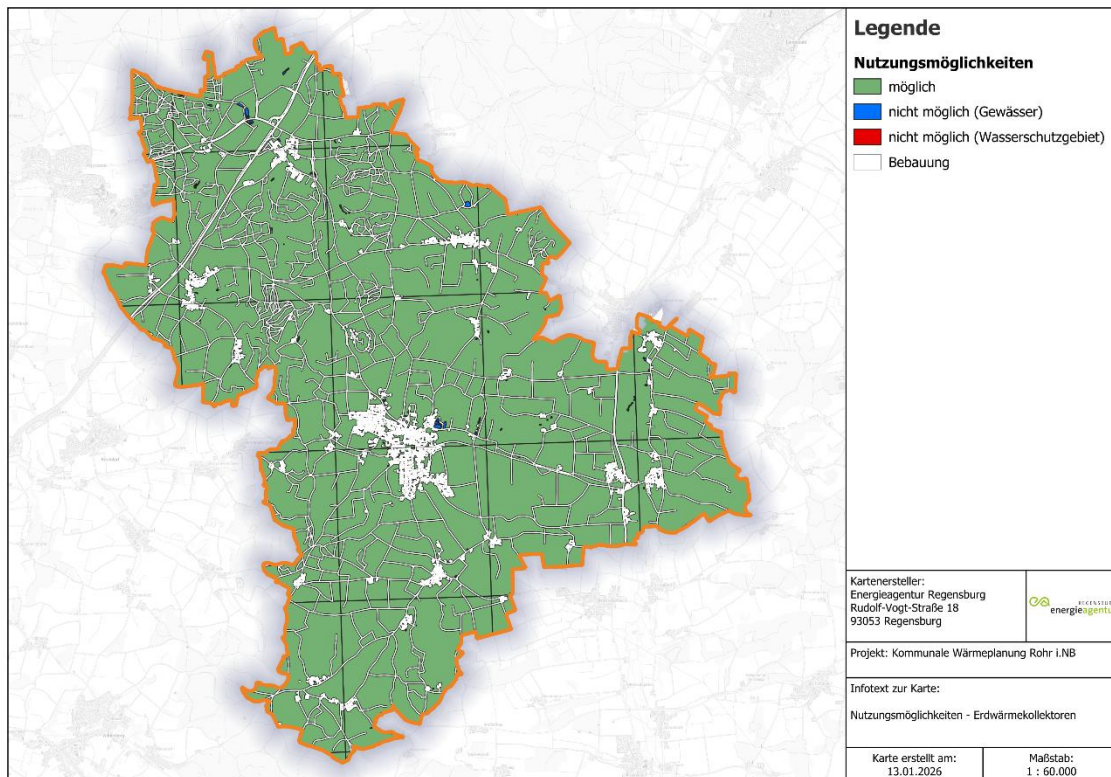 Legende
Nutzungsmöglichkeiten
möglich
nicht möglich (Gewässer)
nicht möglich (Wasserschutzgebiet)
Bebauung
Kartenersteller:
Energieagentur Regensburg
Rudolf-Vogt-Straße 18
93053 Regensburg
Projekt: Kommunale Wärmeplanung Rohr i.NB
Infotext zur Karte:
Nutzungsmöglichkeiten - Erdwärmekollektoren
Karte erstellt am:
13.01.2026
Maßstab:
1 : 60.000